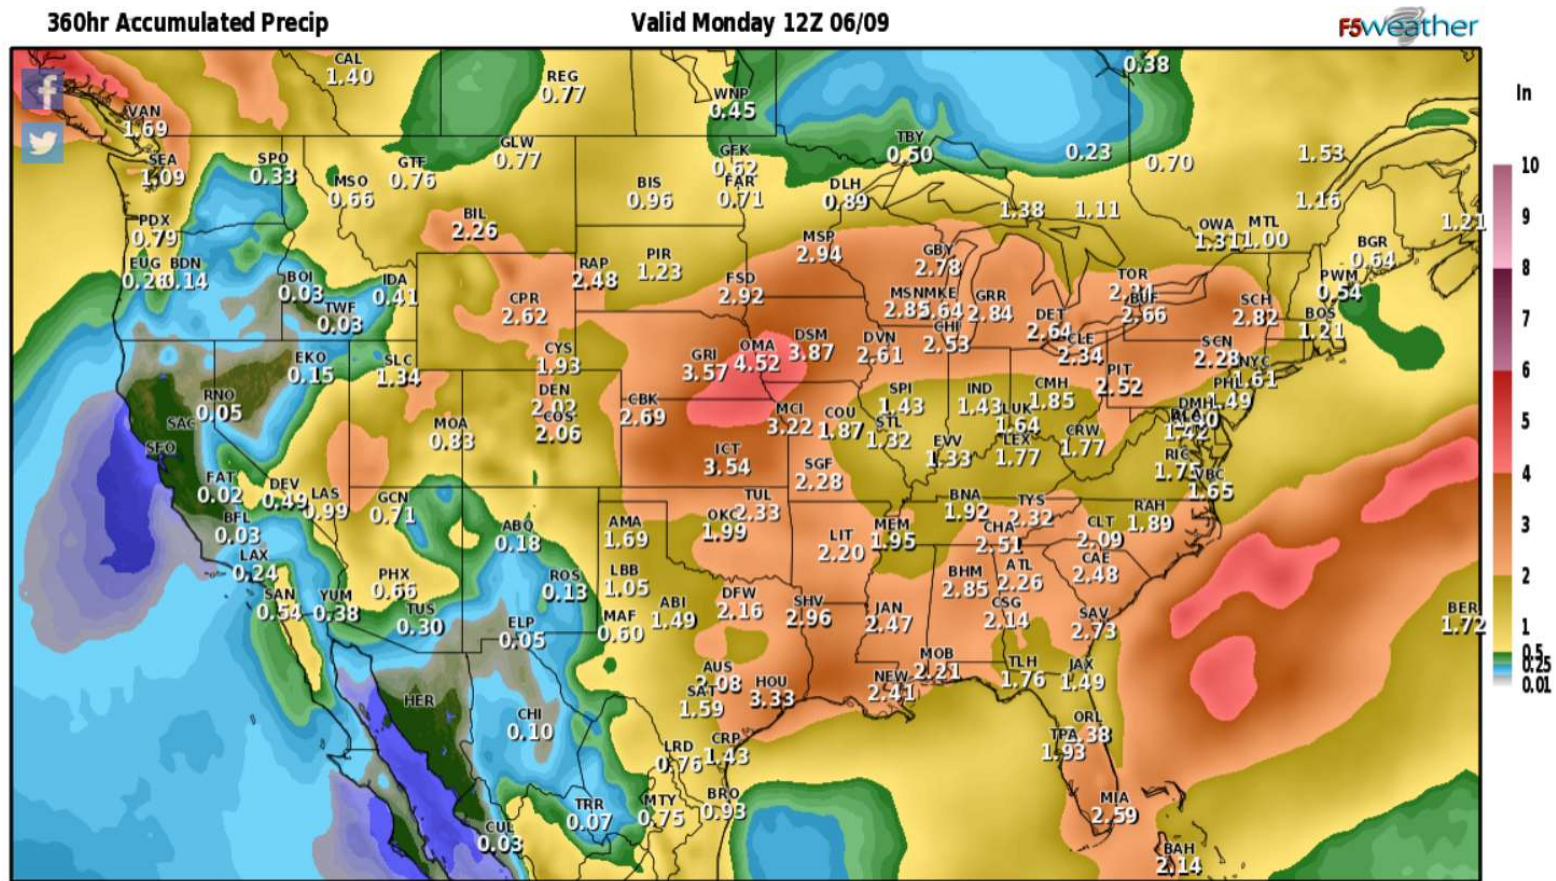 360hr Accumulated Precip
Valid Monday 12Z 06/09
F5weather
In
10
9
8
7
6
5
4
3
2
1
0.5
0.25
0.01
CAL
1.40
REG
0.77
WNP
0.45
0.38
VAN
1.69
SEA
1.09
SPO
0.33
MSO
0.66
GTF
0.76
GLW
0.77
GFK
0.62
FAR
0.71
BIS
0.96
TBY
0.50
DLH
0.89
0.23
0.70
1.53
1.16
1.21
1.38
1.11
OWA
1.31
MTL
1.00
BGR
0.64
PWM
0.54
BOS
1.21
PDX
0.79
EUG
BDN
0.14
BOI
0.03
TWF
0.03
IDA
0.41
BIL
2.26
RAP
2.48
PIR
1.23
MSP
2.94
FSD
2.92
GBY
2.78
MSN
MKE
GRR
2.84
DET
2.64
TOR
BUF
2.66
SCH
2.82
CPR
2.62
CYS
1.93
DEN
2.02
COS
2.06
GRI
3.57
OMA
4.52
DSM
3.87
DVN
2.61
CHI
2.53
CLE
2.34
PIT
2.52
SCN
2.28
NYC
1.61
PHL
1.49
EKO
0.15
SLC
1.34
RNO
0.05
SAC
SFO
MOA
0.83
CBK
2.69
MCI
3.22
COU
1.87
SPI
1.43
STL
1.32
IND
1.43
CMH
1.85
LUK
1.64
LEX
1.77
EVV
1.33
CRW
1.77
DMH
1.42
RIC
1.75
VBC
1.65
ICT
3.54
SGF
2.28
FAT
0.02
DEV
0.49
LAS
0.99
GCN
0.71
BFL
0.03
LAX
0.24
SAN
0.54
YUM
0.38
PHX
0.66
TUS
0.30
ABQ
0.18
ROS
0.13
ELP
0.05
AMA
1.69
LBB
1.05
MAF
0.60
ABI
1.49
OKC
1.99
TUL
2.33
DFW
2.16
SHV
2.96
LIT
2.20
MEM
1.95
BNA
1.92
TYS
2.32
CHA
2.51
CLT
2.09
RAH
1.89
CAE
2.48
BHM
2.85
ATL
2.26
CSG
2.14
SAV
2.73
JAN
2.47
MOB
2.21
NEW
2.41
TLH
1.76
JAX
1.49
BER
1.72
AUS
2.08
SAT
1.59
HOU
3.33
LRD
0.76
CRP
1.43
BRO
0.93
MTY
0.75
TRR
0.07
HER
CHI
0.10
CUL
0.03
ORL
TPA
1.93
MIA
2.59
BAH
2.14